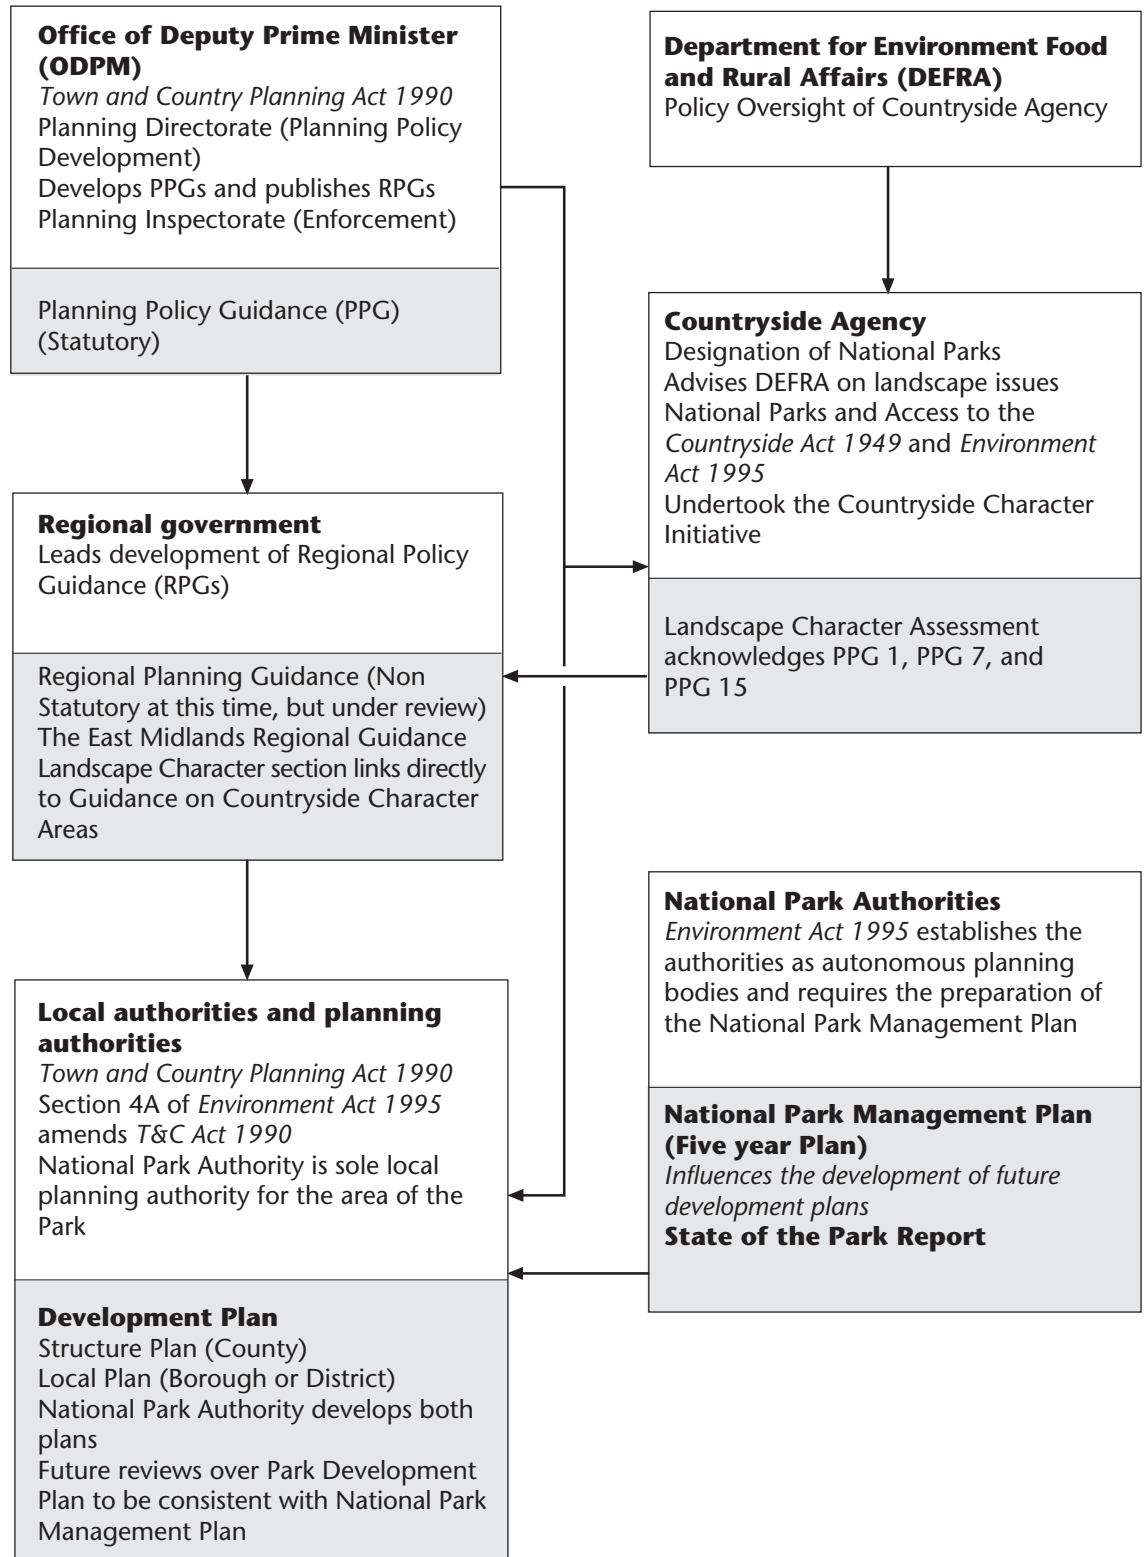 Office of Deputy Prime Minister
(ODPM)
Town and Country Planning Act 1990
Planning Directorate (Planning Policy
Development)
Develops PPGs and publishes RPGs
Planning Inspectorate (Enforcement)
Planning Policy Guidance (PPG)
(Statutory)
Department for Environment Food
and Rural Affairs (DEFRA)
Policy Oversight of Countryside Agency
Countryside Agency
Designation of National Parks
Advises DEFRA on landscape issues
National Parks and Access to the
Countryside Act 1949 and Environment
Act 1995
Undertook the Countryside Character
Initiative
Landscape Character Assessment
acknowledges PPG 1, PPG 7, and
PPG 15
Regional government
Leads development of Regional Policy
Guidance (RPGs)
Regional Planning Guidance (Non
Statutory at this time, but under review)
The East Midlands Regional Guidance
Landscape Character section links directly
to Guidance on Countryside Character
Areas
National Park Authorities
Environment Act 1995 establishes the
authorities as autonomous planning
bodies and requires the preparation of
the National Park Management Plan
National Park Management Plan
(Five year Plan)
Influences the development of future
development plans
State of the Park Report
Local authorities and planning
authorities
Town and Country Planning Act 1990
Section 4A of Environment Act 1995
amends T&C Act 1990
National Park Authority is sole local
planning authority for the area of the
Park
Development Plan
Structure Plan (County)
Local Plan (Borough or District)
National Park Authority develops both
plans
Future reviews over Park Development
Plan to be consistent with National Park
Management Plan